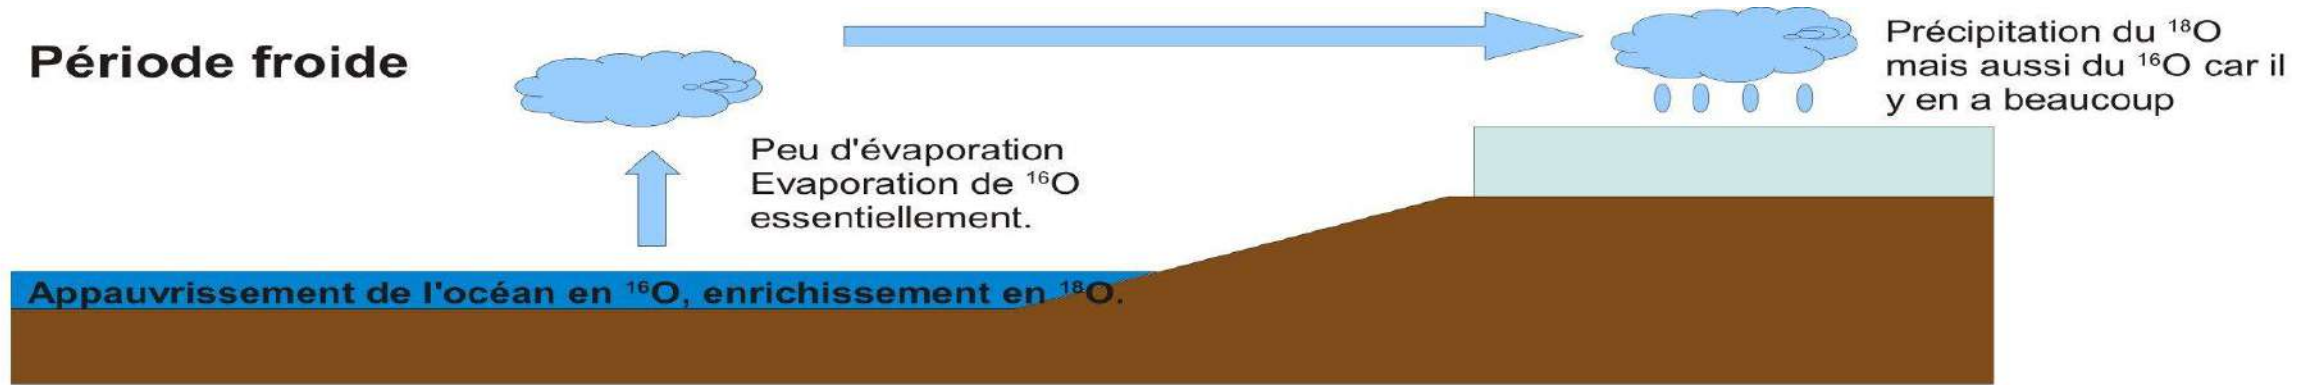 Période froide
Précipitation du ¹⁸O
mais aussi du ¹⁶O car il
y en a beaucoup
Peu d'évaporation
Evaporation de ¹⁶O
essentiellement.
Appauvrissement de l'océan en ¹⁶O, enrichissement en ¹⁸O.